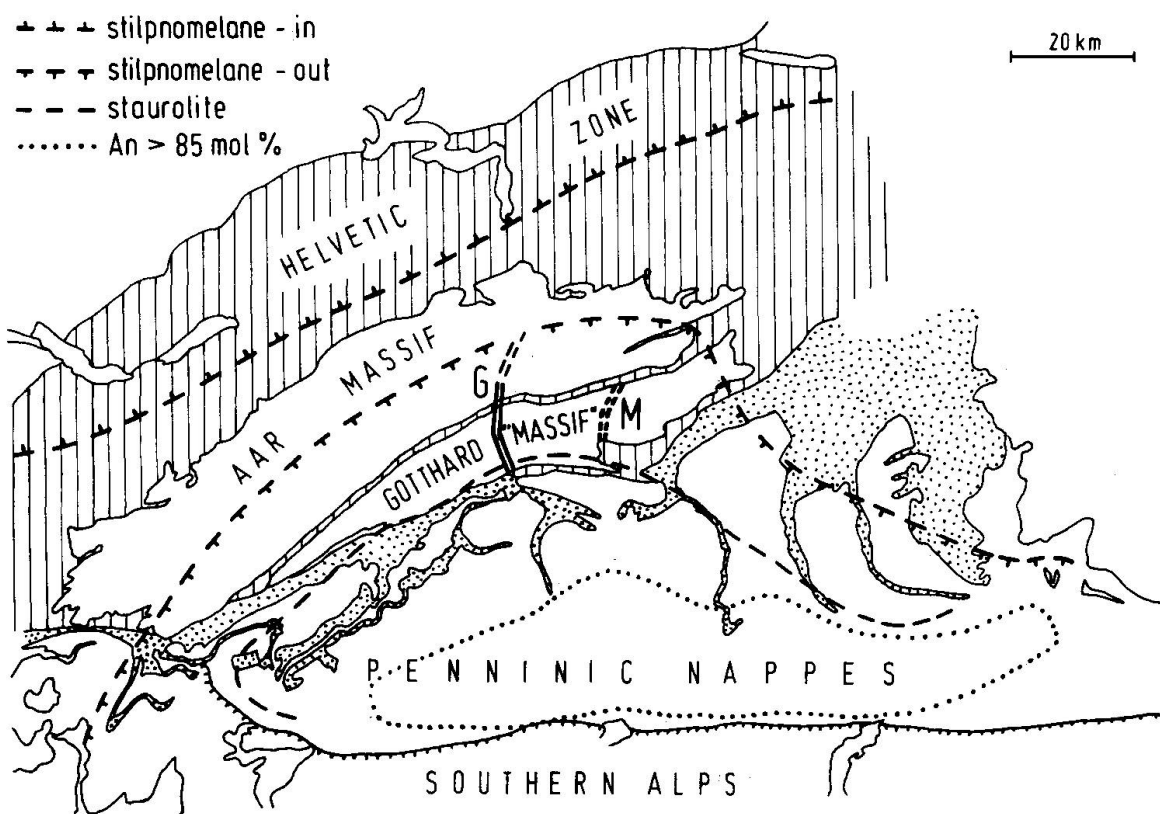 stilpnomelane - in
stilpnomelane - out
staurolite
An > 85 mol %
20 km
HELVETIC ZONE
AAR MASSIF
G
GOTTHARD "MASSIF"
M
PENNINIC NAPPES
SOUTHERN ALPS